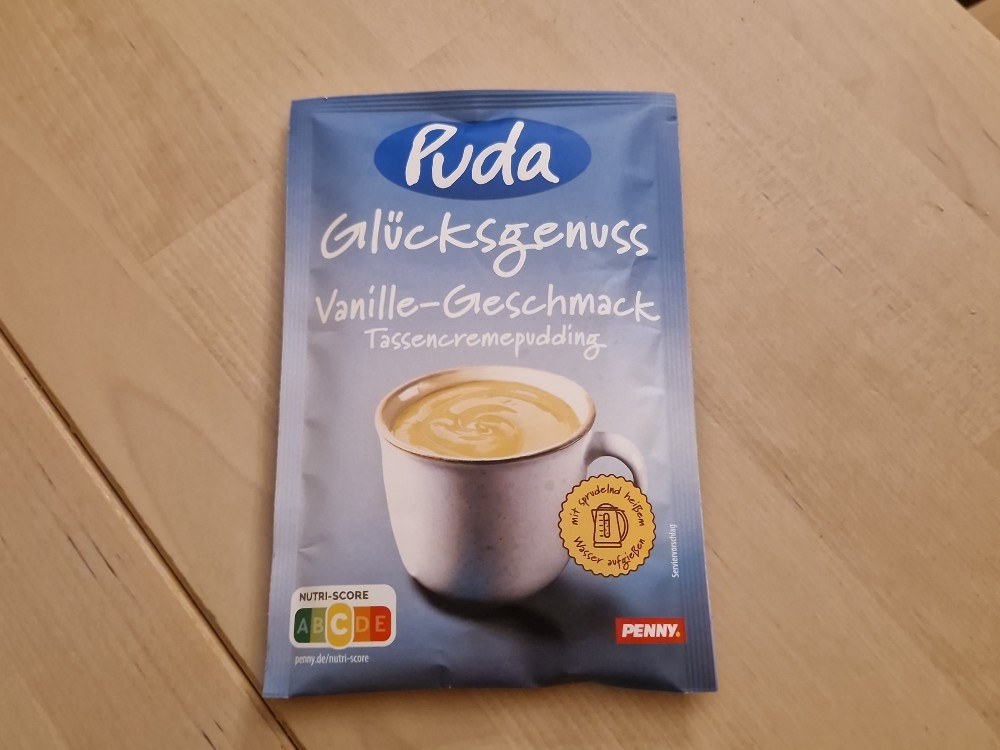 Puda
Glücksgenuss
Vanille-Geschmack
Tassencremepudding
mit sprudelnd heißem
Wasser aufgießen
Serviervorschlag
NUTRI-SCORE
A B C D E
penny.de/nutri-score
PENNY.